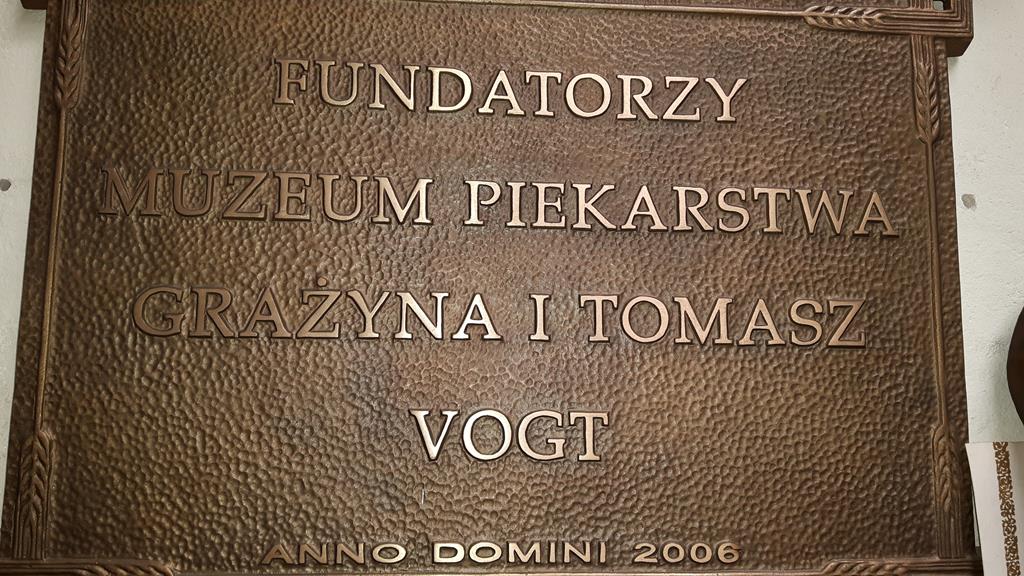 FUNDATORZY
MUZEUM PIEKARSTWA
GRAŻYNA I TOMASZ
VOGT
ANNO DOMINI 2006